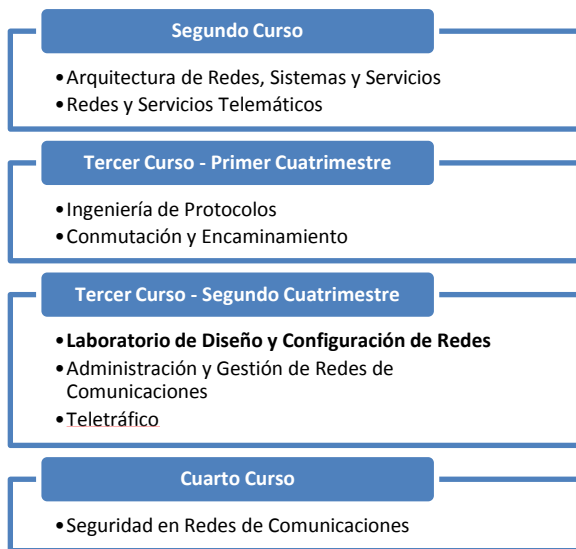 Segundo Curso
•Arquitectura de Redes, Sistemas y Servicios
•Redes y Servicios Telemáticos
Tercer Curso - Primer Cuatrimestre
•Ingeniería de Protocolos
•Conmutación y Encaminamiento
Tercer Curso - Segundo Cuatrimestre
•Laboratorio de Diseño y Configuración de Redes
•Administración y Gestión de Redes de
Comunicaciones
•Teletráfico
Cuarto Curso
•Seguridad en Redes de Comunicaciones